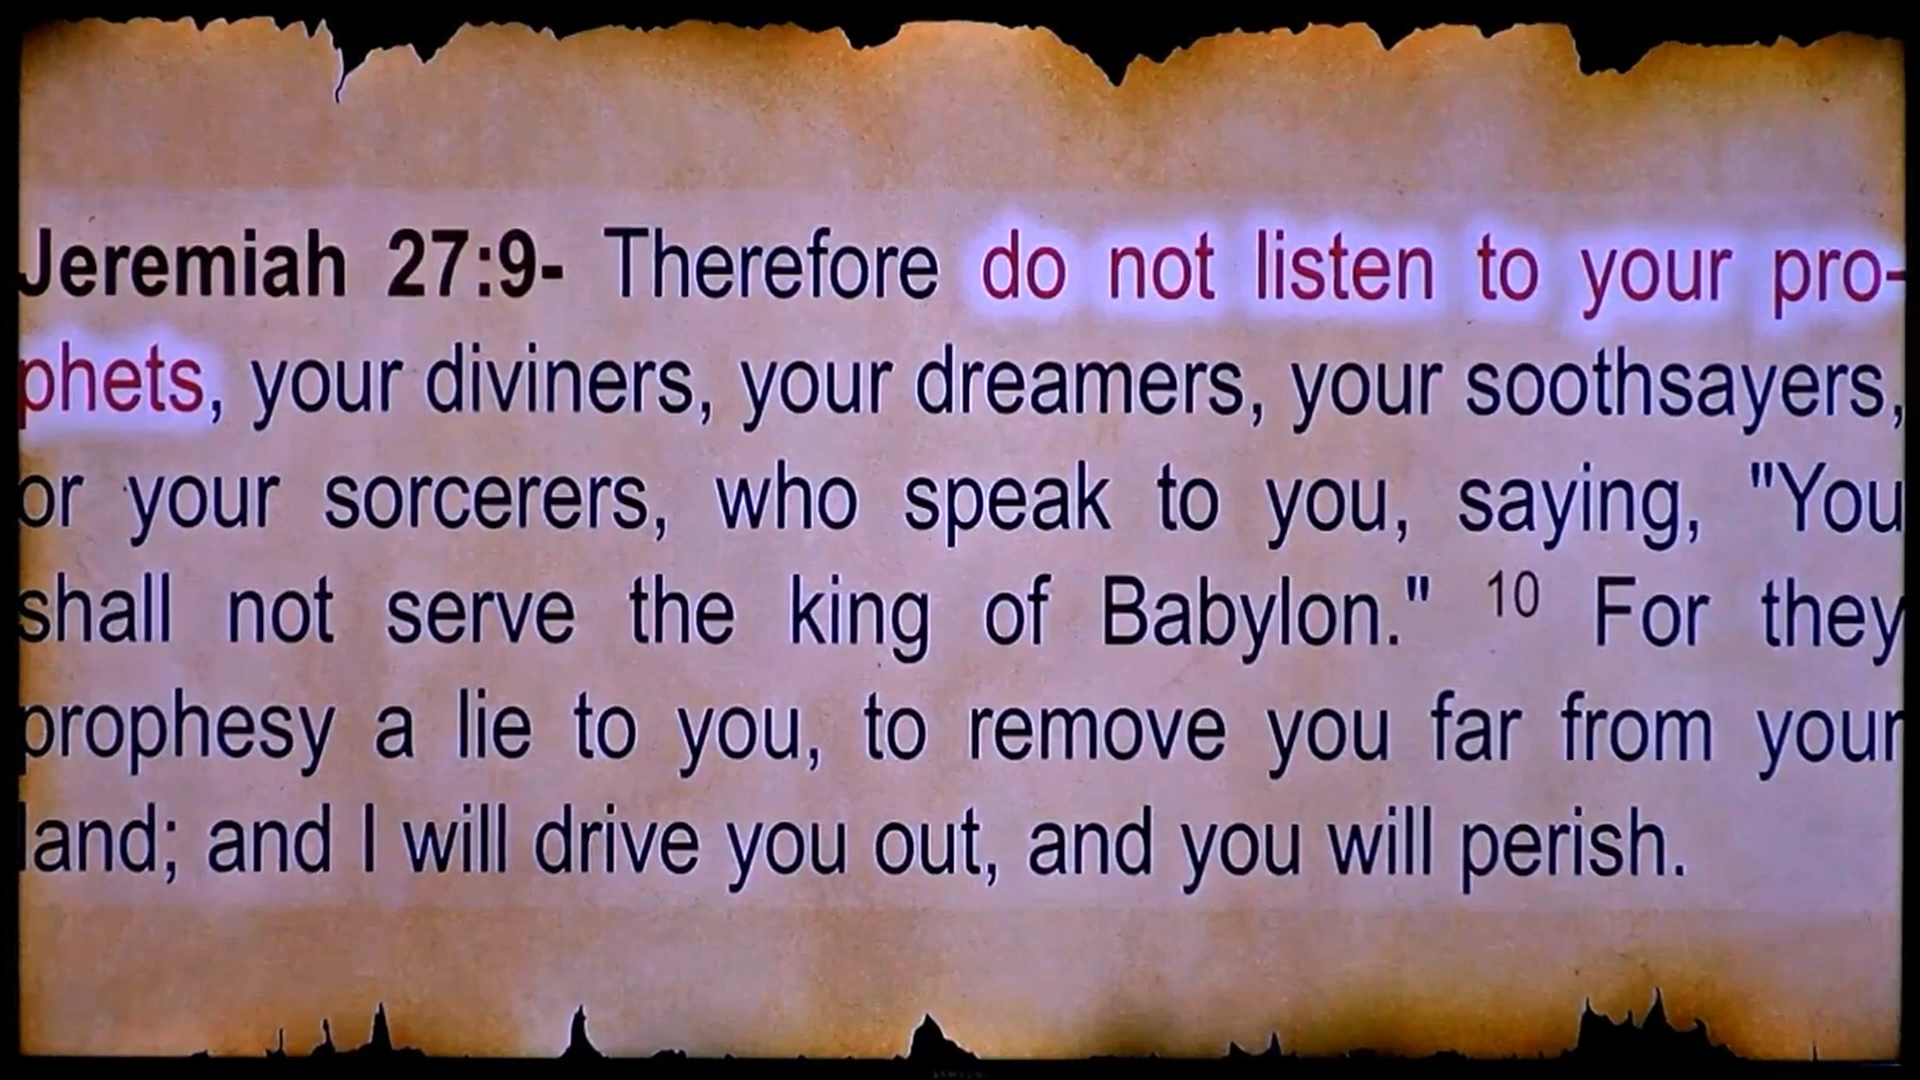 Jeremiah 27:9- Therefore do not listen to your pro-
phets, your diviners, your dreamers, your soothsayers,
or your sorcerers, who speak to you, saying, "You
shall not serve the king of Babylon." 10 For they
prophesy a lie to you, to remove you far from your
land; and I will drive you out, and you will perish.
SAMSUNG